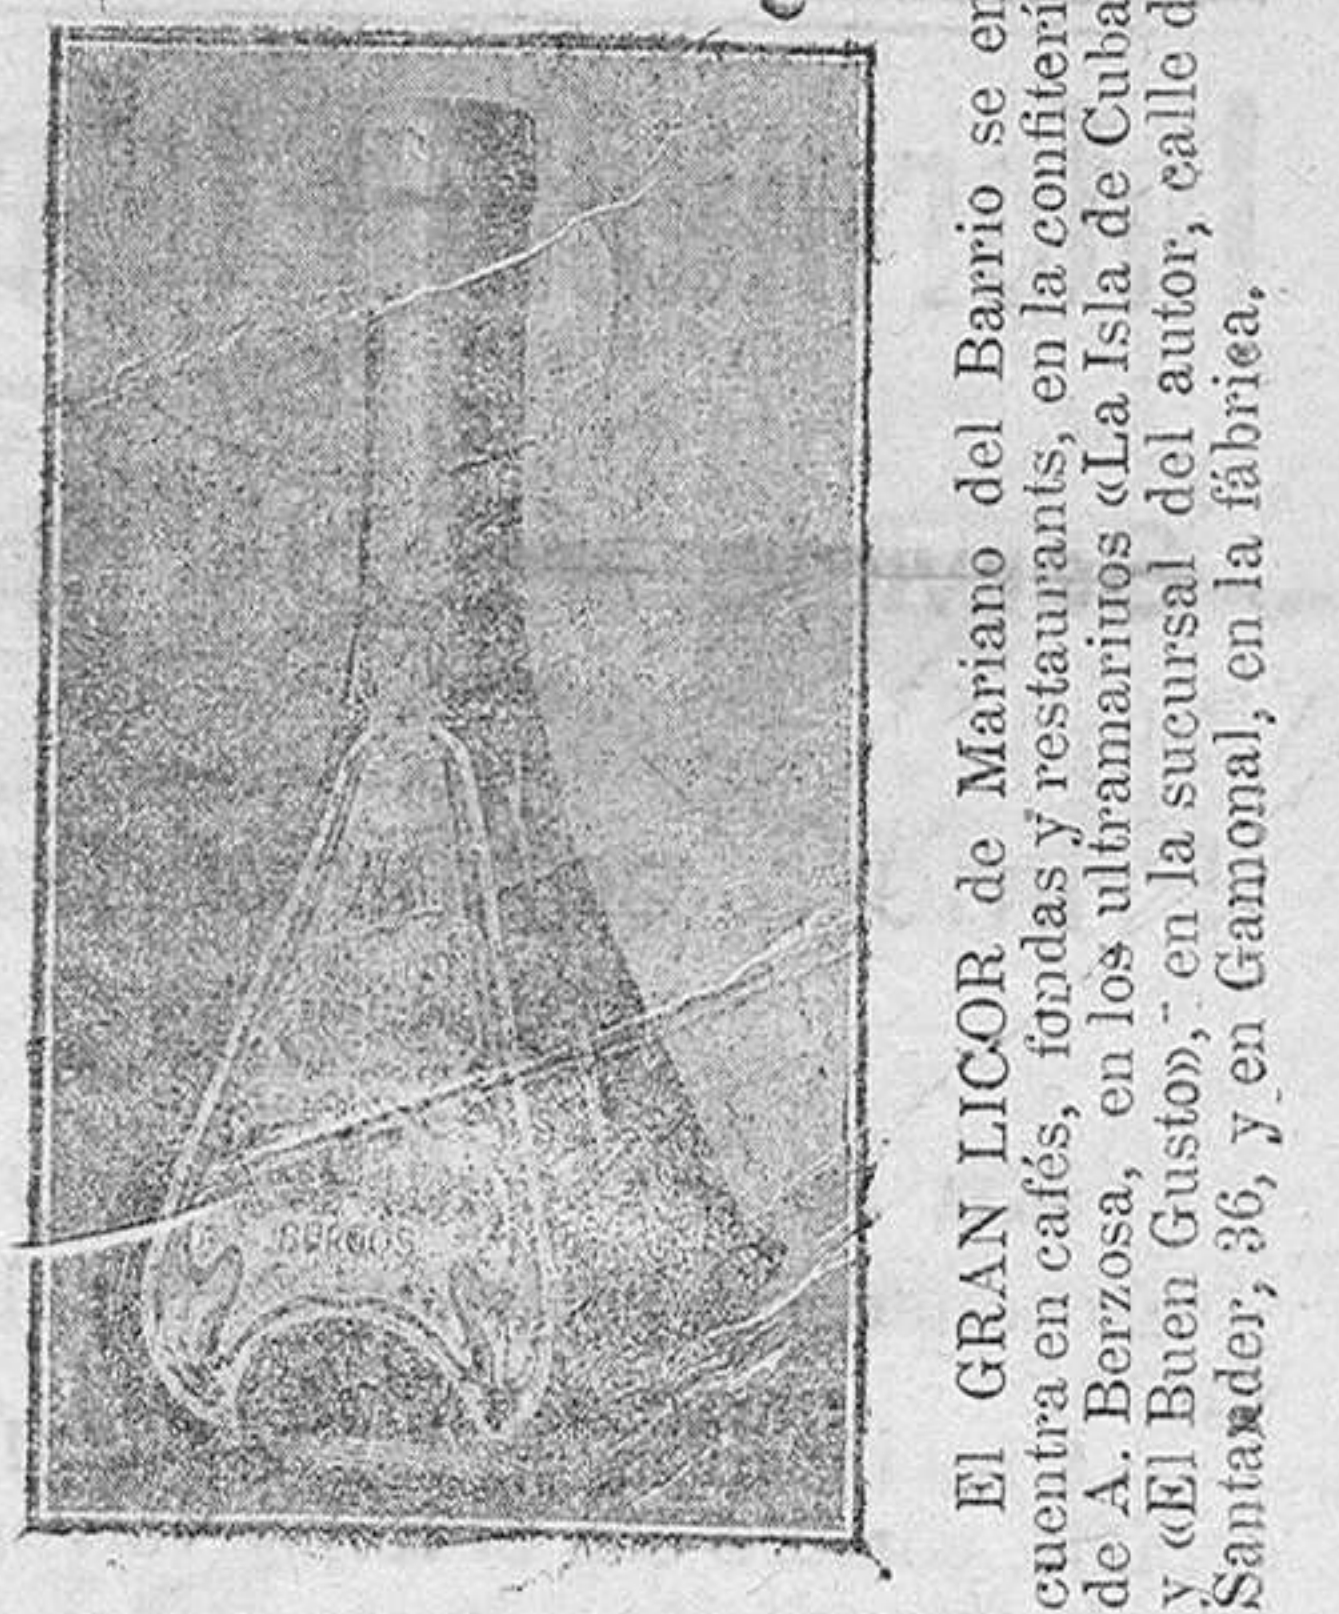 BURGOS
El GRAN LICOR de Mariano del Barrio se en
cuentra en cafés, fondas y restaurants, en la confiterí
de A. Berzosa, en los ultramariuos «La Isla de Cuba
y «El Buen Gusto», en la sucursal del autor, calle d
Santander, 36, y en Gamonal, en la fábrica.